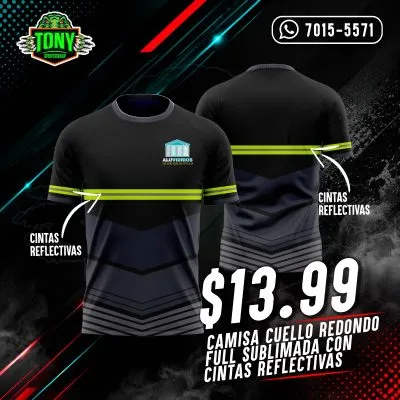 TONY
7015-5571
ALUVIDRIOS
CINTAS
REFLECTIVAS
CINTAS
REFLECTIVAS
$13.99
CAMISA CUELLO REDONDO
FULL SUBLIMADA CON
CINTAS REFLECTIVAS